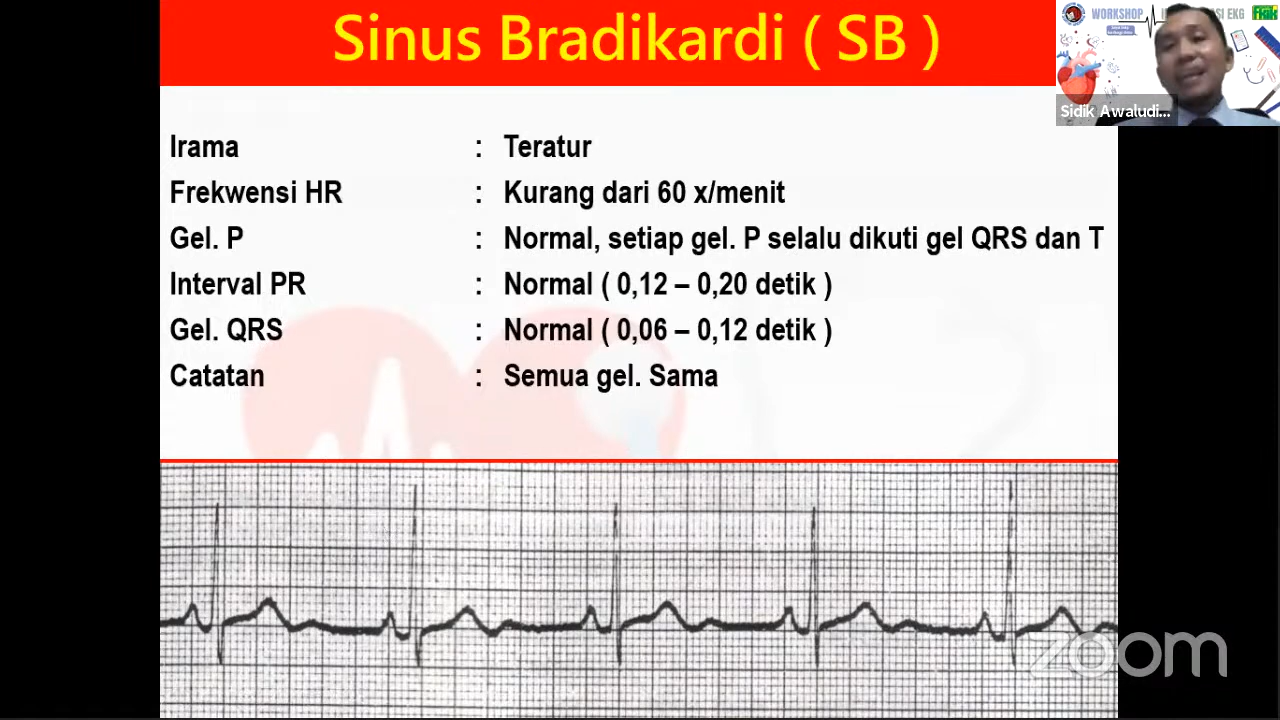 Sinus Bradikardi ( SB )
WORKSHOP
EKG
Sidik Awaludi...
Irama : Teratur
Frekwensi HR : Kurang dari 60 x/menit
Gel. P : Normal, setiap gel. P selalu dikuti gel QRS dan T
Interval PR : Normal ( 0,12 – 0,20 detik )
Gel. QRS : Normal ( 0,06 – 0,12 detik )
Catatan : Semua gel. Sama
zoom